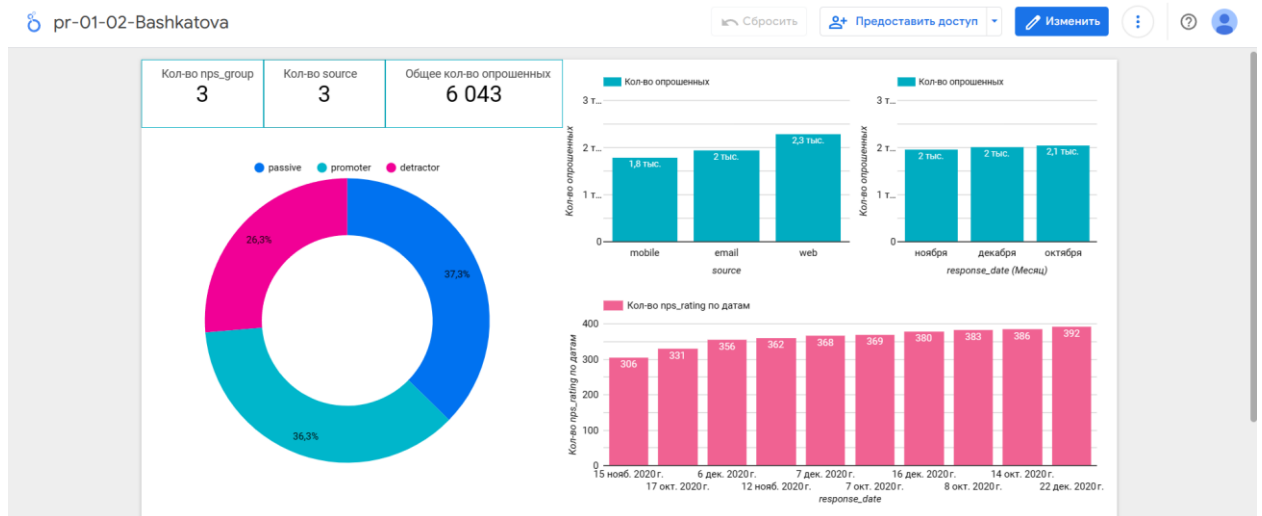 pr-01-02-Bashkatova
Сбросить
Предоставить доступ
Изменить
Кол-во nps_group
3
Кол-во source
3
Общее кол-во опрошенных
6 043
passive promoter detractor
26,3%
37,3%
36,3%
Кол-во опрошенных
Кол-во опрошенных
3 т...
2 т...
1 т...
0
1,8 тыс.
2 тыс.
2,3 тыс.
mobile email web
source
Кол-во опрошенных
Кол-во опрошенных
3 т...
2 т...
1 т...
0
2 тыс.
2 тыс.
2,1 тыс.
ноября декабря октября
response_date (Месяц)
Кол-во nps_rating по датам
Кол-во nps_rating по датам
400
300
200
100
0
306 331 356 362 368 369 380 383 386 392
15 нояб. 2020 г. 6 дек. 2020 г. 7 дек. 2020 г. 16 дек. 2020 г. 14 окт. 2020 г.
17 окт. 2020 г. 12 нояб. 2020 г. 7 окт. 2020 г. 8 окт. 2020 г. 22 дек. 2020 г.
response_date